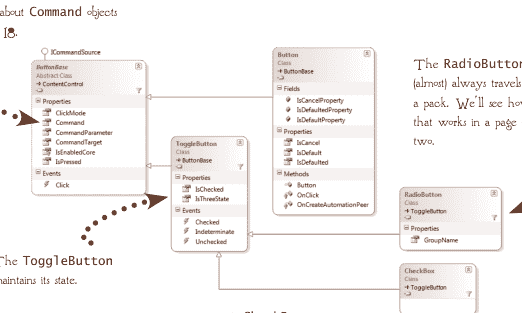 about Command objects
18.
ICommandSource
ButtonBase
Abstract Class
ContentControl
Properties
ClickMode
Command
CommandParameter
CommandTarget
IsEnabledCore
IsPressed
Events
Click
ToggleButton
Class
ButtonBase
Properties
IsChecked
IsThreeState
Events
Checked
Indeterminate
Unchecked
Button
Class
ButtonBase
Fields
IsCancelProperty
IsDefaultedProperty
IsDefaultProperty
Properties
IsCancel
IsDefault
IsDefaulted
Methods
Button
OnClick
OnCreateAutomationPeer
The RadioButton
(almost) always travels
a pack. We'll see how
that works in a page
two.
RadioButton
Class
ToggleButton
Properties
GroupName
CheckBox
Class
ToggleButton
The ToggleButton
maintains its state.